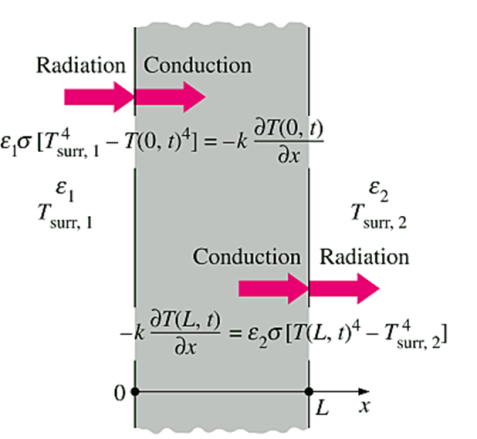 Radiation Conduction
ε₁σ[T⁴surr, 1 − T(0, t)⁴] = −k ∂T(0, t)/∂x
ε₁
Tsurr, 1
ε₂
Tsurr, 2
Conduction Radiation
−k ∂T(L, t)/∂x = ε₂σ[T(L, t)⁴ − T⁴surr, 2]
0
L x